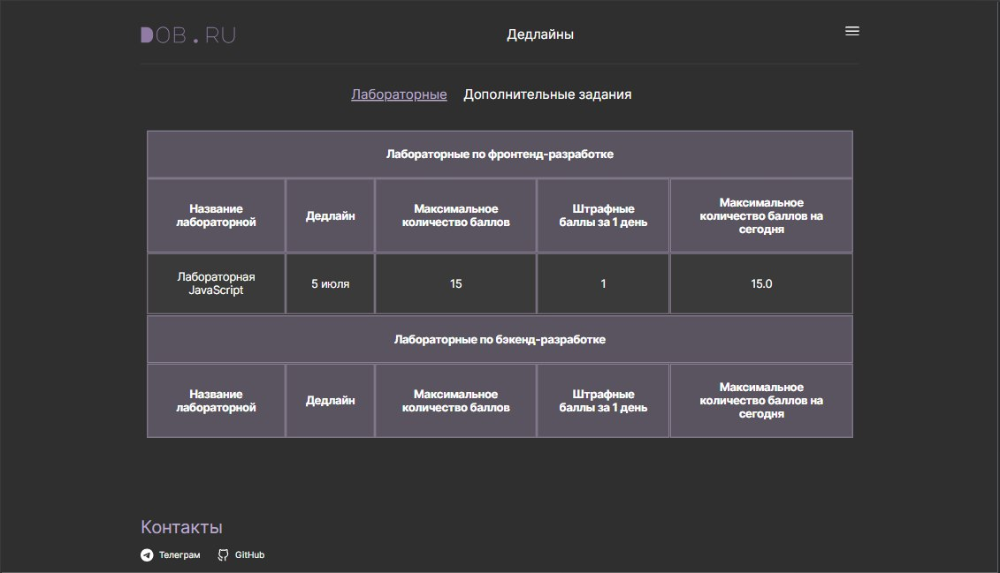 DOB.RU
Дедлайны
Лабораторные Дополнительные задания
Лабораторные по фронтенд-разработке
Название
лабораторной
Дедлайн
Максимальное
количество баллов
Штрафные
баллы за 1 день
Максимальное
количество баллов на
сегодня
Лабораторная
JavaScript
5 июля
15
1
15.0
Лабораторные по бэкенд-разработке
Название
лабораторной
Дедлайн
Максимальное
количество баллов
Штрафные
баллы за 1 день
Максимальное
количество баллов на
сегодня
Контакты
Телеграм GitHub